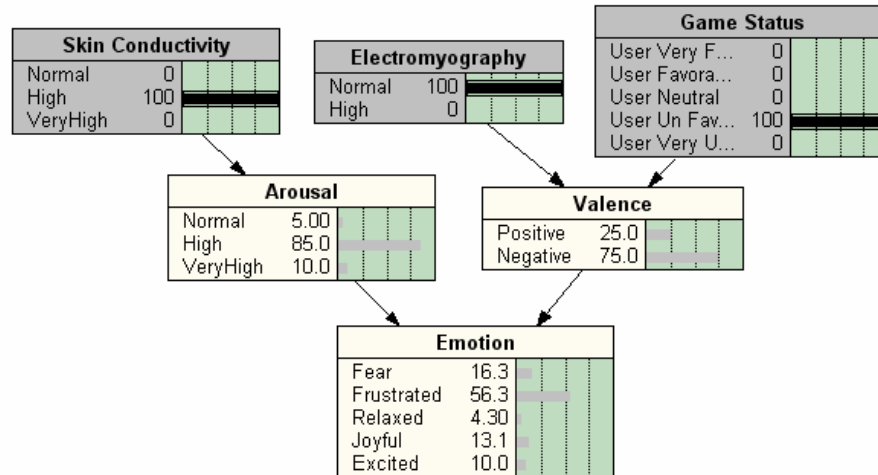 Skin Conductivity
Normal 0
High 100
VeryHigh 0
Electromyography
Normal 100
High 0
Game Status
User Very F... 0
User Favora... 0
User Neutral 0
User Un Fav... 100
User Very U... 0
Arousal
Normal 5.00
High 85.0
VeryHigh 10.0
Valence
Positive 25.0
Negative 75.0
Emotion
Fear 16.3
Frustrated 56.3
Relaxed 4.30
Joyful 13.1
Excited 10.0